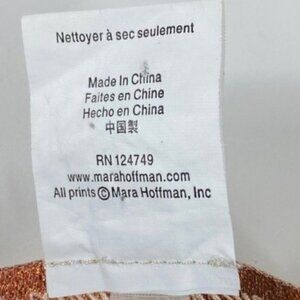 Nettoyer à sec seulement
Made In China
Faites en Chine
Hecho en China
中国製
RN 124749
www.marahoffman.com
All prints © Mara Hoffman, Inc